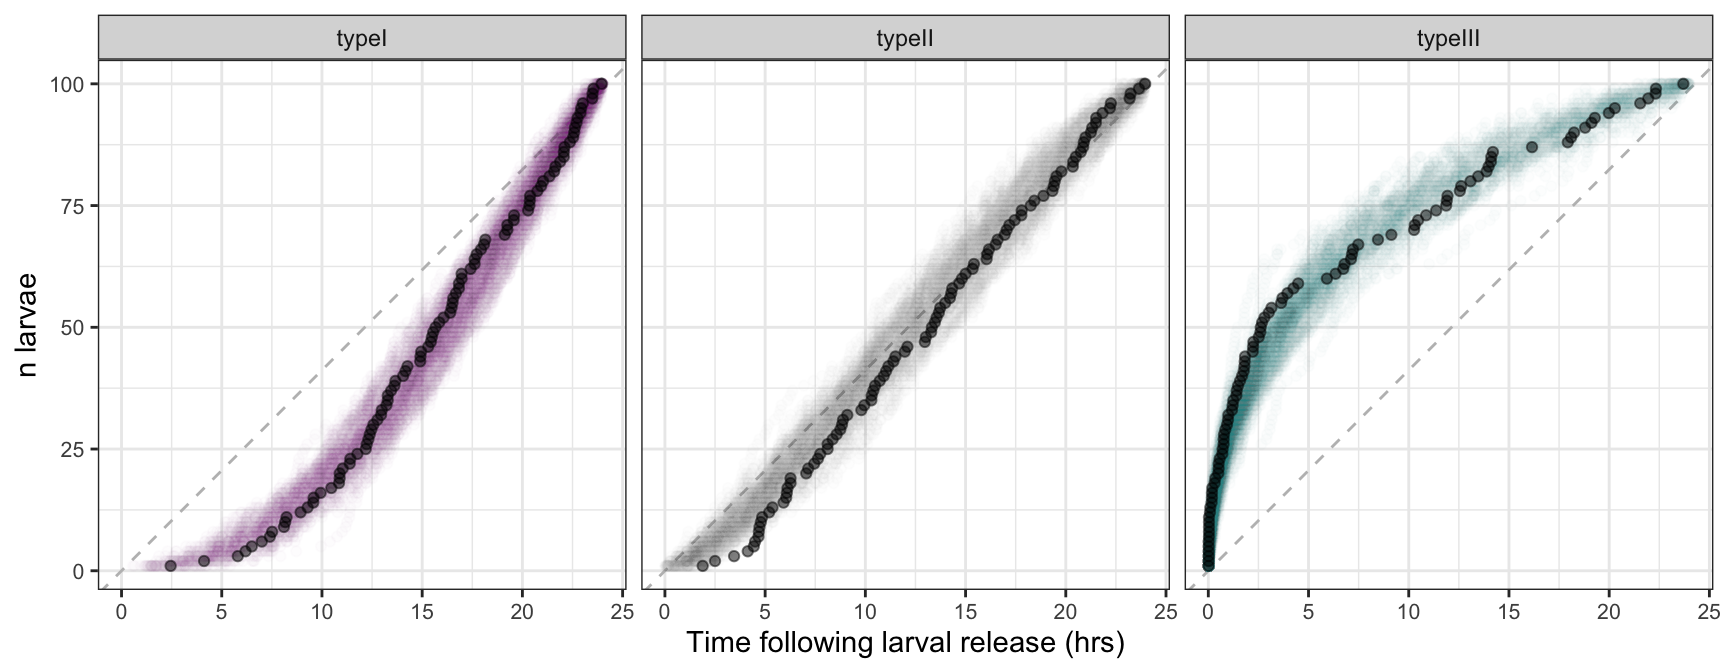 typeI typeII typeIII
n larvae
100
75
50
25
0
0 5 10 15 20 25 0 5 10 15 20 25 0 5 10 15 20 25
Time following larval release (hrs)